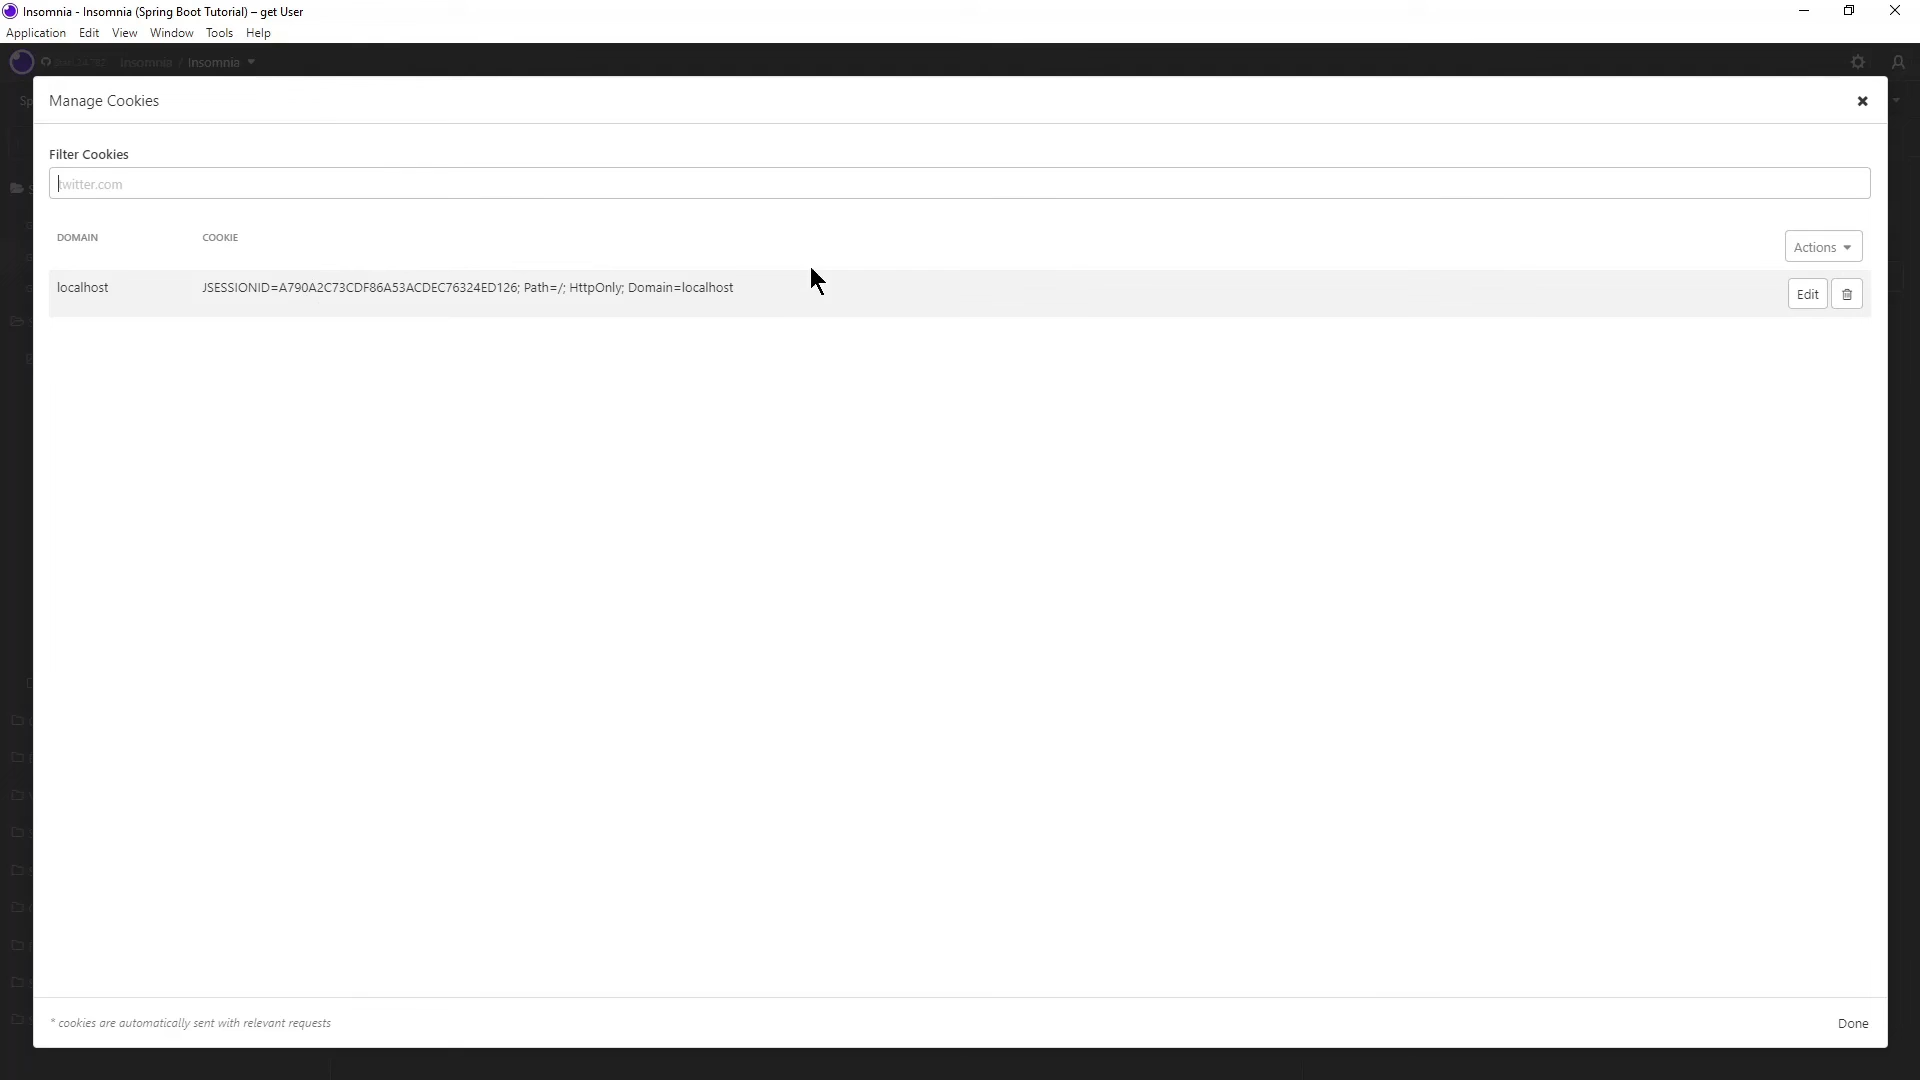 Insomnia - Insomnia (Spring Boot Tutorial) – get User
Application Edit View Window Tools Help
Insomnia / Insomnia
Manage Cookies
Filter Cookies
twitter.com
DOMAIN COOKIE
Actions
localhost JSESSIONID=A790A2C73CDF86A53ACDEC76324ED126; Path=/; HttpOnly; Domain=localhost
Edit
* cookies are automatically sent with relevant requests
Done